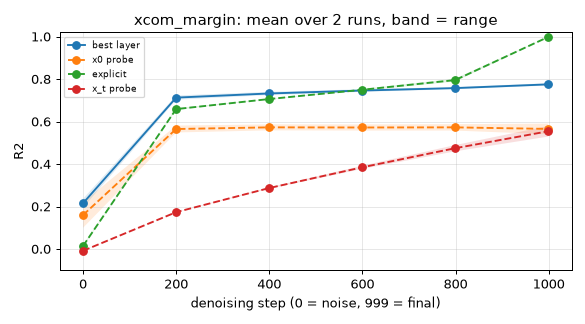 xcom_margin: mean over 2 runs, band = range
best layer
x0 probe
explicit
x_t probe
R2
1.0
0.8
0.6
0.4
0.2
0.0
0 200 400 600 800 1000
denoising step (0 = noise, 999 = final)